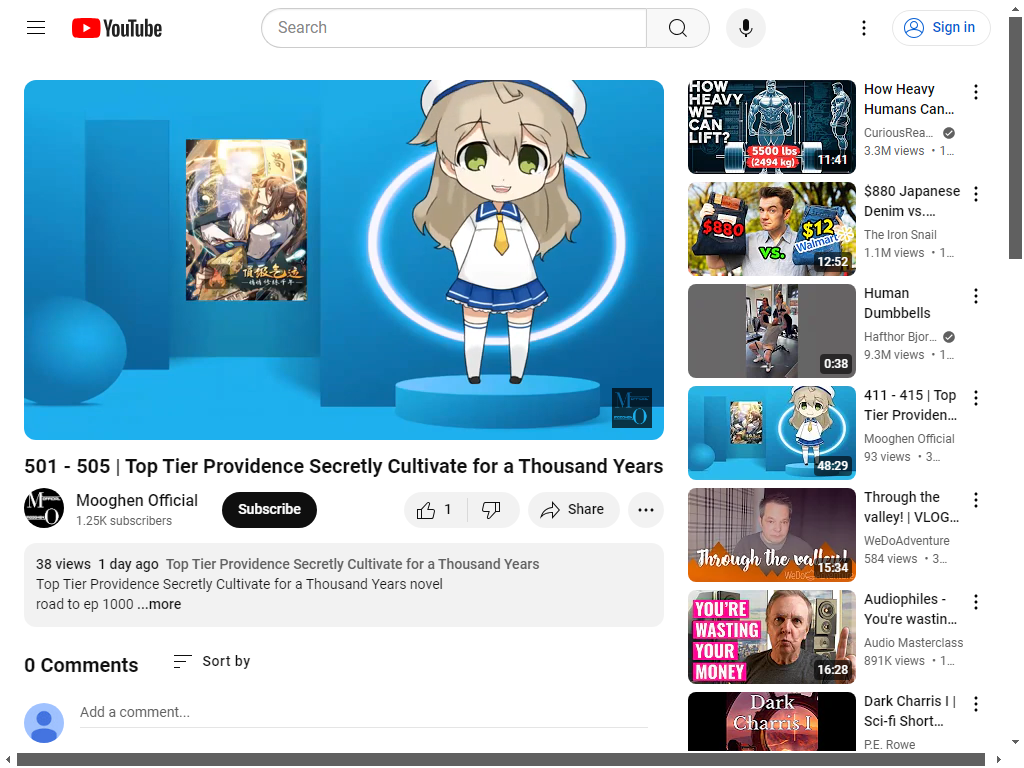 YouTube
Search
Sign in
501 - 505 | Top Tier Providence Secretly Cultivate for a Thousand Years
Mooghen Official
1.25K subscribers
Subscribe
1
Share
38 views 1 day ago Top Tier Providence Secretly Cultivate for a Thousand Years
Top Tier Providence Secretly Cultivate for a Thousand Years novel
road to ep 1000 ...more
0 Comments
Sort by
Add a comment...
HOW
HEAVY
WE
CAN
LIFT?
5500 lbs
(2494 kg)
11:41
How Heavy
Humans Can...
CuriousRea...
3.3M views • 1...
$880
vs.
$12
Walmart
12:52
$880 Japanese
Denim vs....
The Iron Snail
1.1M views • 1...
0:38
Human
Dumbbells
Hafthor Bjor...
9.3M views • 1...
48:29
411 - 415 | Top
Tier Providen...
Mooghen Official
93 views • 3...
Through the valley!
15:34
Through the
valley! | VLOG...
WeDoAdventure
584 views • 3...
YOU'RE
WASTING
YOUR
MONEY
16:28
Audiophiles -
You're wastin...
Audio Masterclass
891K views • 1...
Dark
Charris I
Dark Charris I |
Sci-fi Short...
P.E. Rowe